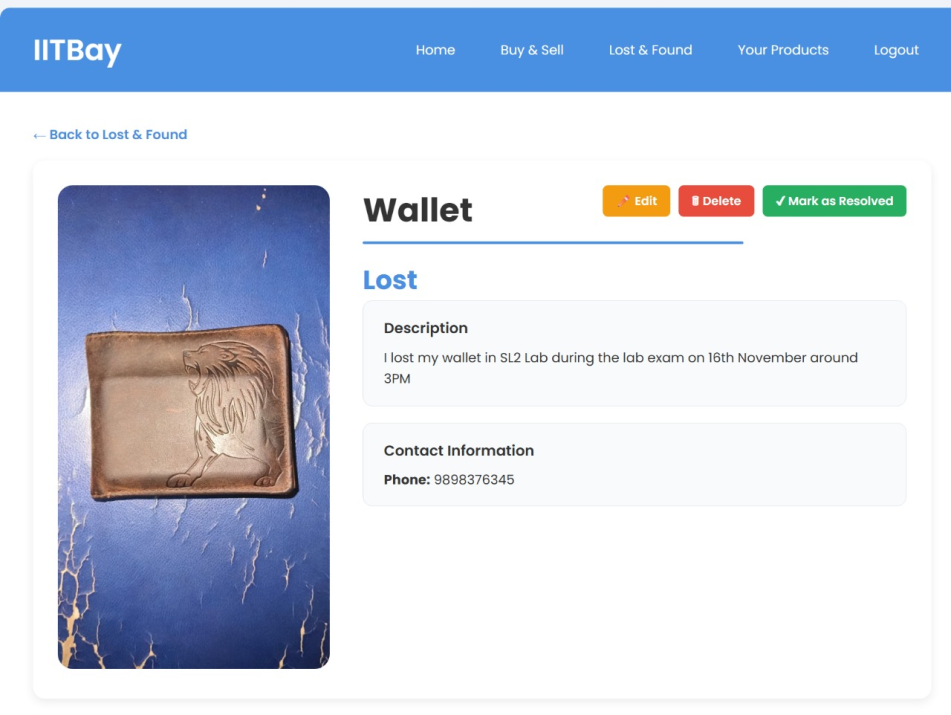 IITBay
Home
Buy & Sell
Lost & Found
Your Products
Logout
← Back to Lost & Found
Wallet
Edit
Delete
✓ Mark as Resolved
Lost
Description
I lost my wallet in SL2 Lab during the lab exam on 16th November around
3PM
Contact Information
Phone: 9898376345